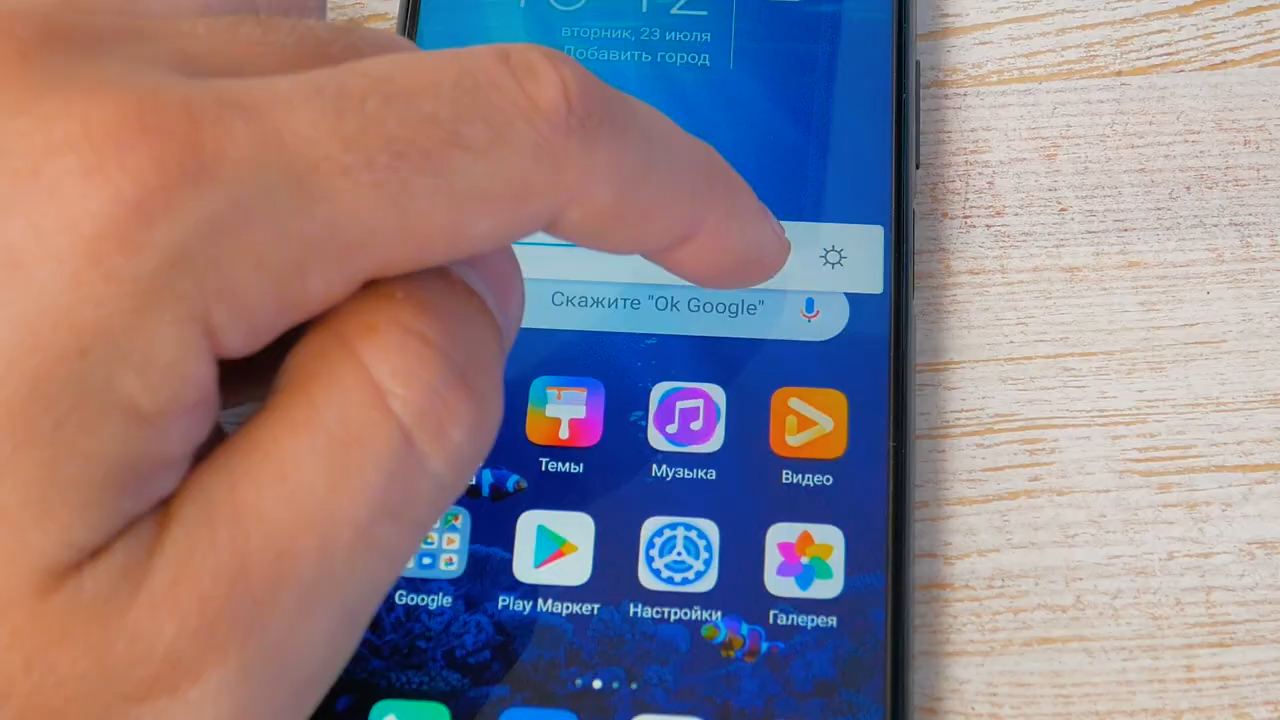 вторник, 23 июля
Добавить город
Скажите "Ok Google"
Темы
Музыка
Видео
Google
Play Маркет
Настройки
Галерея